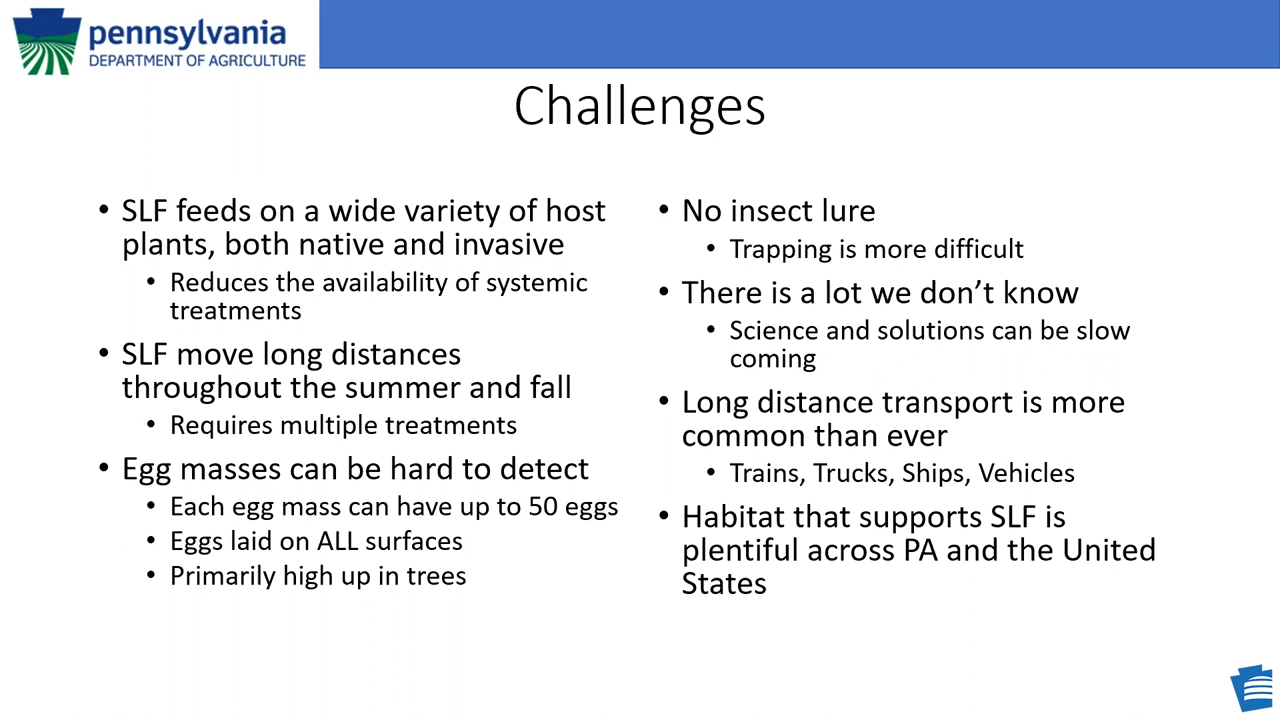 pennsylvania
DEPARTMENT OF AGRICULTURE
Challenges
• SLF feeds on a wide variety of host
plants, both native and invasive
• Reduces the availability of systemic
treatments
• SLF move long distances
throughout the summer and fall
• Requires multiple treatments
• Egg masses can be hard to detect
• Each egg mass can have up to 50 eggs
• Eggs laid on ALL surfaces
• Primarily high up in trees
• No insect lure
• Trapping is more difficult
• There is a lot we don’t know
• Science and solutions can be slow
coming
• Long distance transport is more
common than ever
• Trains, Trucks, Ships, Vehicles
• Habitat that supports SLF is
plentiful across PA and the United
States